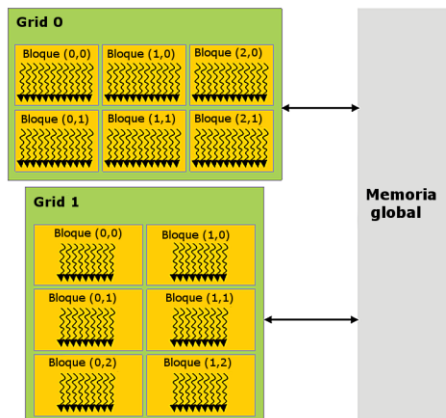 Grid 0
Bloque (0,0) Bloque (1,0) Bloque (2,0)
Bloque (0,1) Bloque (1,1) Bloque (2,1)
Grid 1
Bloque (0,0) Bloque (1,0)
Bloque (0,1) Bloque (1,1)
Bloque (0,2) Bloque (1,2)
Memoria
global